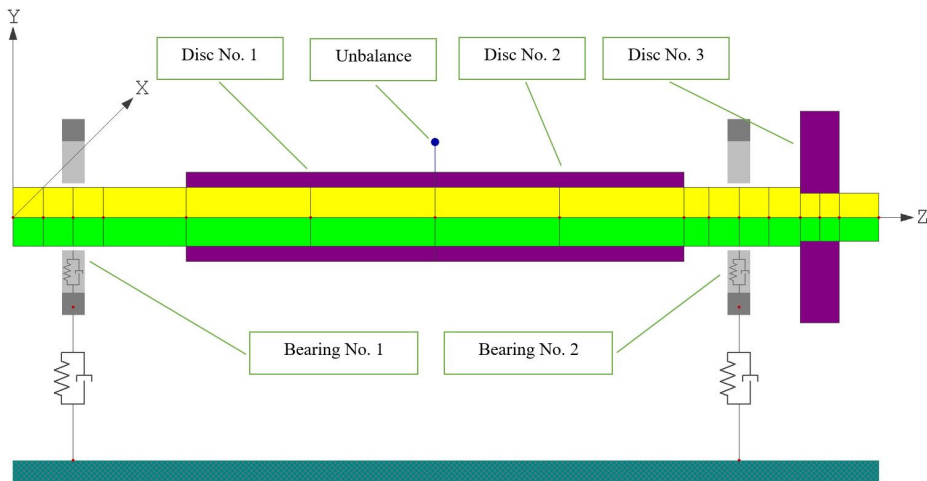 Y
Disc No. 1
Unbalance
Disc No. 2
Disc No. 3
X
Z
Bearing No. 1
Bearing No. 2